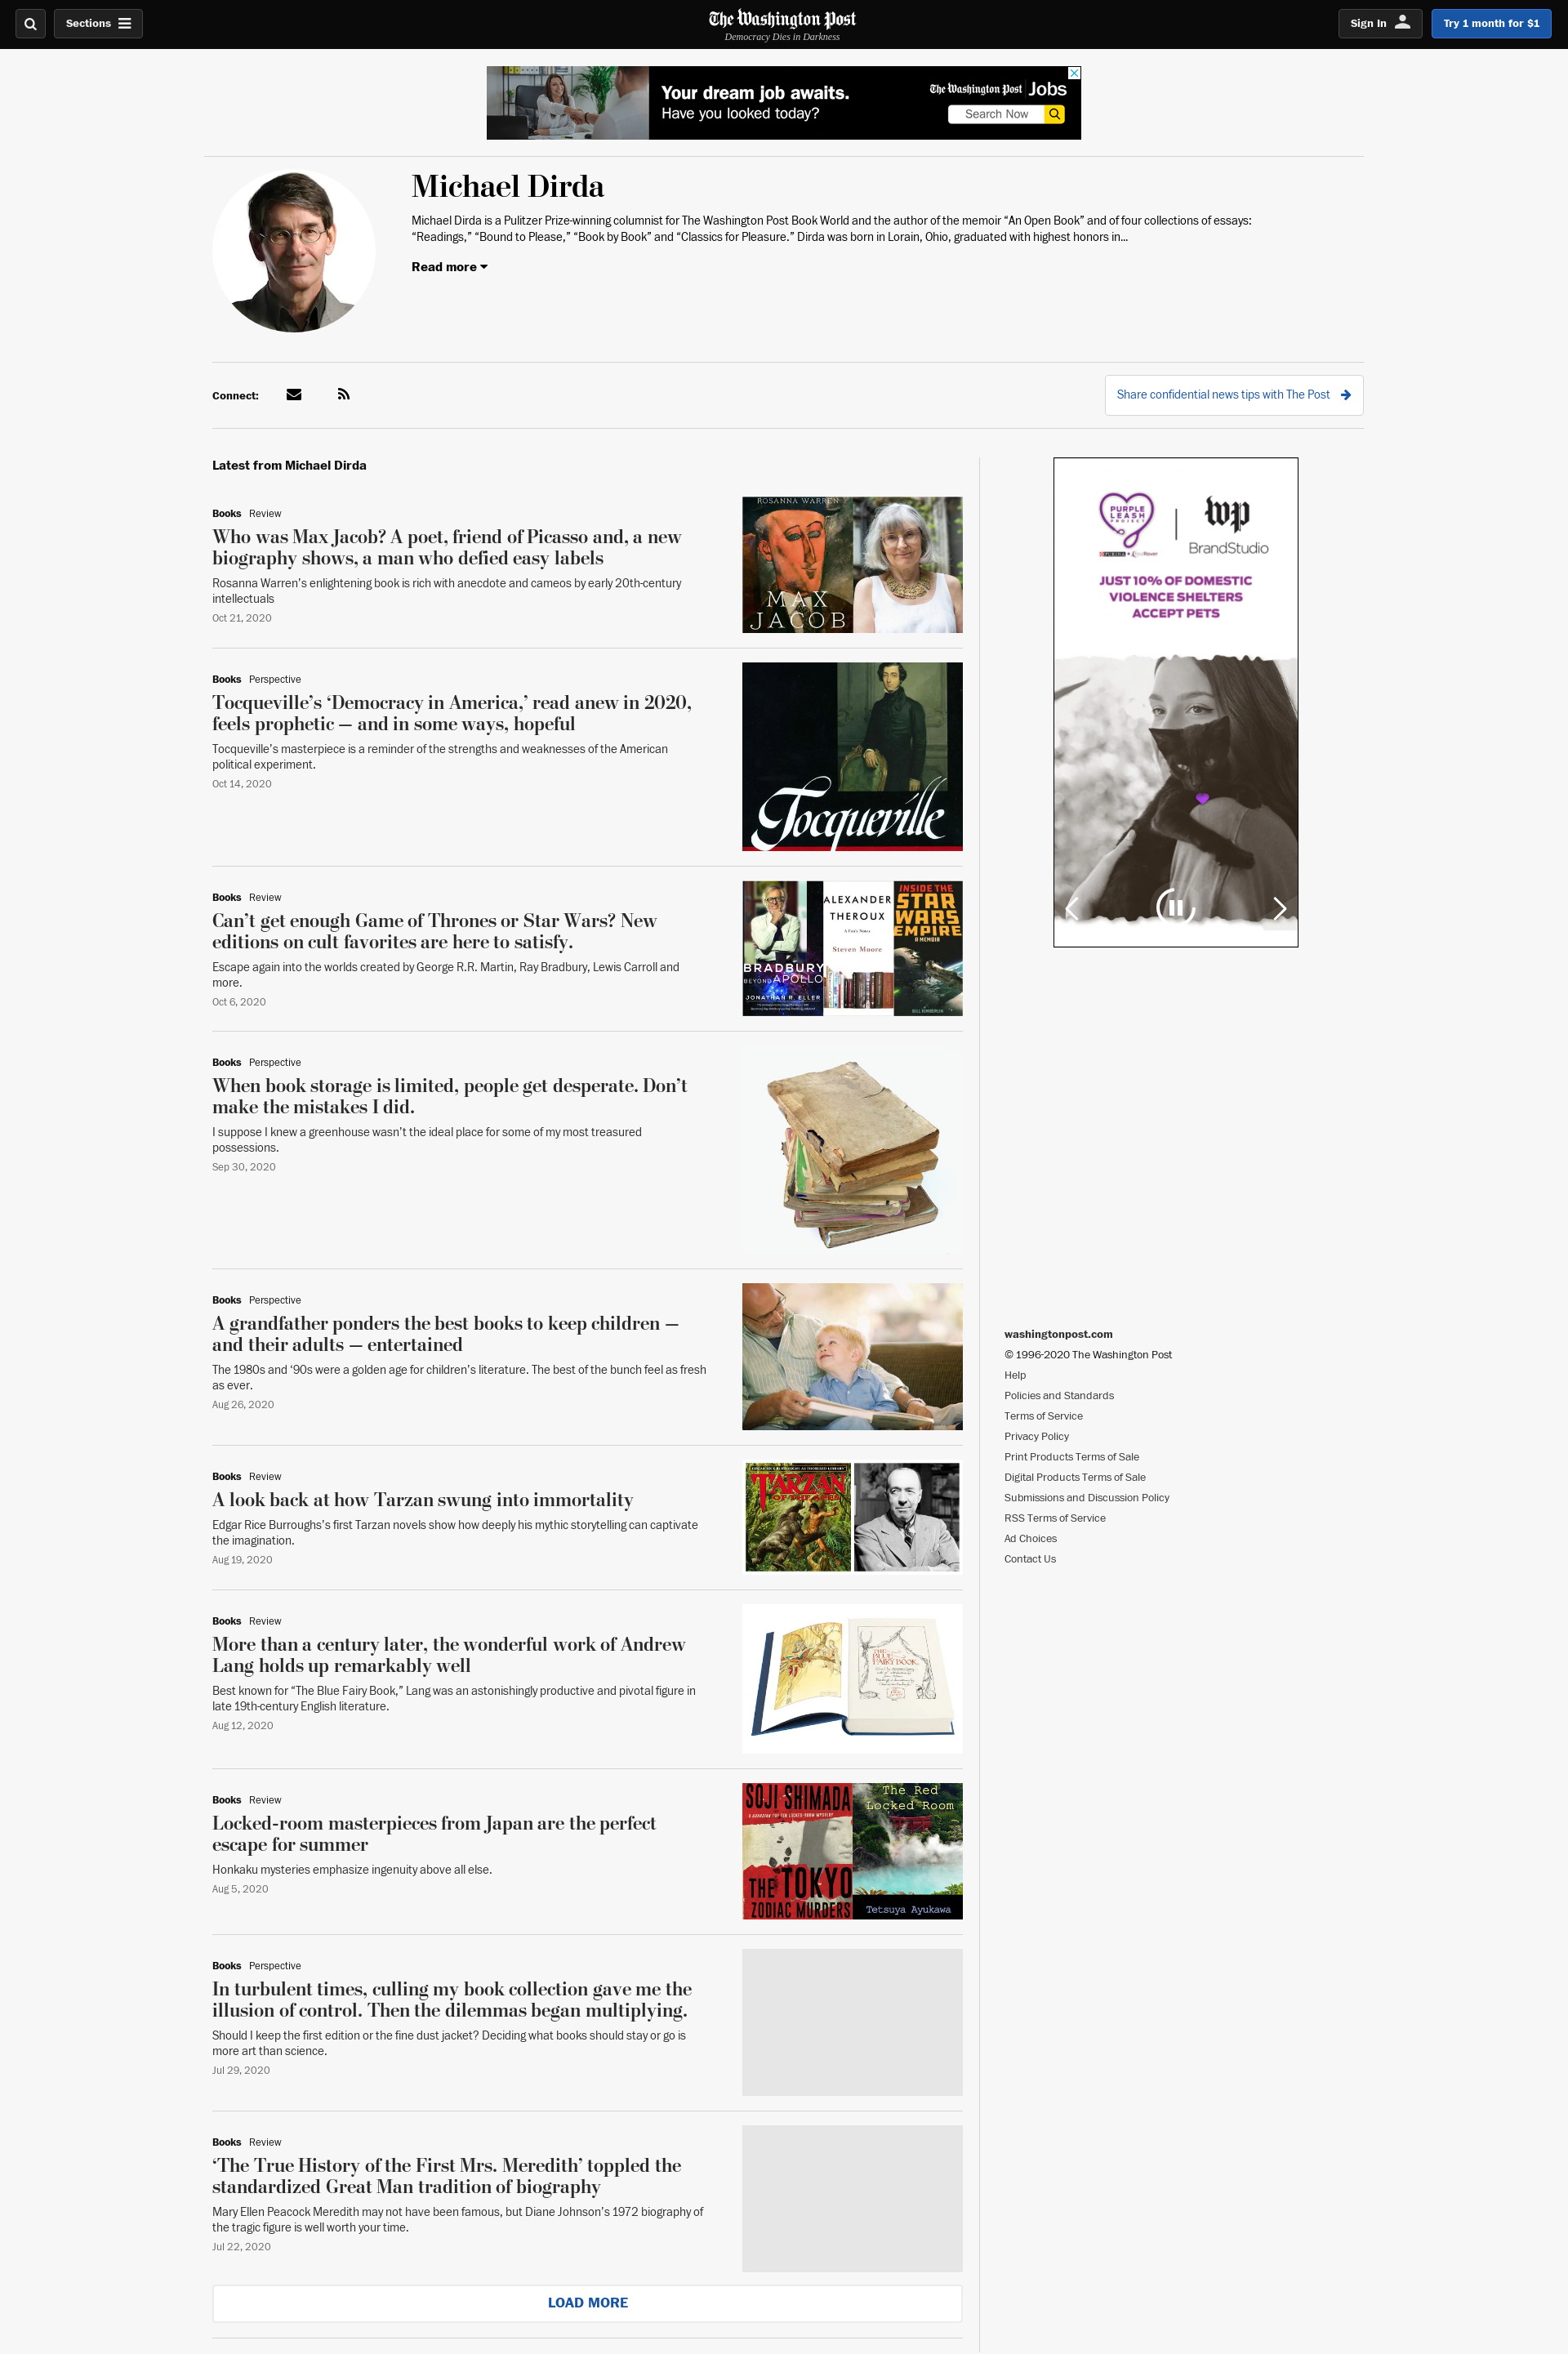 Sections
The Washington Post
Democracy Dies in Darkness
Sign In
Try 1 month for $1
Your dream job awaits.
Have you looked today?
The Washington Post Jobs
Search Now
Michael Dirda
Michael Dirda is a Pulitzer Prize-winning columnist for The Washington Post Book World and the author of the memoir “An Open Book” and of four collections of essays:
“Readings,” “Bound to Please,” “Book by Book” and “Classics for Pleasure.” Dirda was born in Lorain, Ohio, graduated with highest honors in...
Read more
Connect:
Share confidential news tips with The Post
Latest from Michael Dirda
Books Review
Who was Max Jacob? A poet, friend of Picasso and, a new
biography shows, a man who defied easy labels
Rosanna Warren’s enlightening book is rich with anecdote and cameos by early 20th-century
intellectuals
Oct 21, 2020
ROSANNA WARREN
MAX
JACOB
Books Perspective
Tocqueville’s ‘Democracy in America,’ read anew in 2020,
feels prophetic — and in some ways, hopeful
Tocqueville’s masterpiece is a reminder of the strengths and weaknesses of the American
political experiment.
Oct 14, 2020
Tocqueville
Books Review
Can’t get enough Game of Thrones or Star Wars? New
editions on cult favorites are here to satisfy.
Escape again into the worlds created by George R.R. Martin, Ray Bradbury, Lewis Carroll and
more.
Oct 6, 2020
BRADBURY
BEYOND APOLLO
JONATHAN R. ELLER
ALEXANDER
THEROUX
A Fan's Notes
Steven Moore
INSIDE THE
STAR
WARS
EMPIRE
A MEMOIR
Books Perspective
When book storage is limited, people get desperate. Don’t
make the mistakes I did.
I suppose I knew a greenhouse wasn’t the ideal place for some of my most treasured
possessions.
Sep 30, 2020
Books Perspective
A grandfather ponders the best books to keep children —
and their adults — entertained
The 1980s and ‘90s were a golden age for children’s literature. The best of the bunch feel as fresh
as ever.
Aug 26, 2020
Books Review
A look back at how Tarzan swung into immortality
Edgar Rice Burroughs’s first Tarzan novels show how deeply his mythic storytelling can captivate
the imagination.
Aug 19, 2020
TARZAN
OF THE APES
Books Review
More than a century later, the wonderful work of Andrew
Lang holds up remarkably well
Best known for “The Blue Fairy Book,” Lang was an astonishingly productive and pivotal figure in
late 19th-century English literature.
Aug 12, 2020
THE
BLUE
FAIRY BOOK
Books Review
Locked-room masterpieces from Japan are the perfect
escape for summer
Honkaku mysteries emphasize ingenuity above all else.
Aug 5, 2020
SOJI SHIMADA
THE TOKYO
ZODIAC MURDERS
The Red
Locked Room
Tetsuya Ayukawa
Books Perspective
In turbulent times, culling my book collection gave me the
illusion of control. Then the dilemmas began multiplying.
Should I keep the first edition or the fine dust jacket? Deciding what books should stay or go is
more art than science.
Jul 29, 2020
Books Review
‘The True History of the First Mrs. Meredith’ toppled the
standardized Great Man tradition of biography
Mary Ellen Peacock Meredith may not have been famous, but Diane Johnson’s 1972 biography of
the tragic figure is well worth your time.
Jul 22, 2020
LOAD MORE
PURPLE
LEASH
PROJECT
PURINA
wp
BrandStudio
JUST 10% OF DOMESTIC
VIOLENCE SHELTERS
ACCEPT PETS
washingtonpost.com
© 1996-2020 The Washington Post
Help
Policies and Standards
Terms of Service
Privacy Policy
Print Products Terms of Sale
Digital Products Terms of Sale
Submissions and Discussion Policy
RSS Terms of Service
Ad Choices
Contact Us